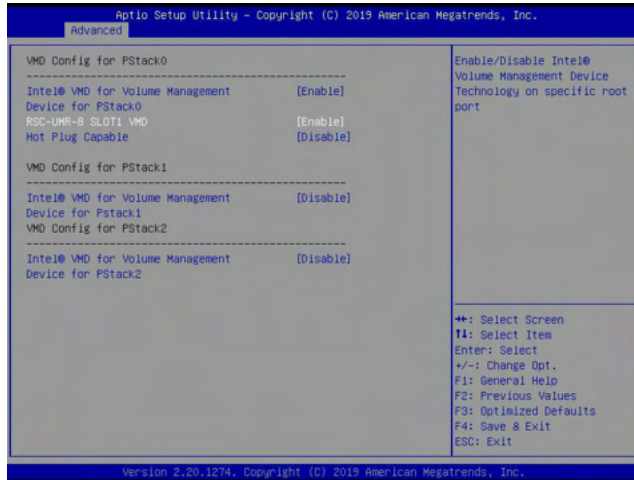 Aptio Setup Utility – Copyright (C) 2019 American Megatrends, Inc.
Advanced
VMD Config for PStack0
------------------------------------------------
Intel® VMD for Volume Management [Enable]
Device for PStack0
RSC-UMR-8 SLOT1 VMD [Enable]
Hot Plug Capable [Disable]
VMD Config for PStack1
------------------------------------------------
Intel® VMD for Volume Management [Disable]
Device for Pstack1
VMD Config for PStack2
------------------------------------------------
Intel® VMD for Volume Management [Disable]
Device for PStack2
Enable/Disable Intel®
Volume Management Device
Technology on specific root
port
→←: Select Screen
↑↓: Select Item
Enter: Select
+/-: Change Opt.
F1: General Help
F2: Previous Values
F3: Optimized Defaults
F4: Save & Exit
ESC: Exit
Version 2.20.1274. Copyright (C) 2019 American Megatrends, Inc.